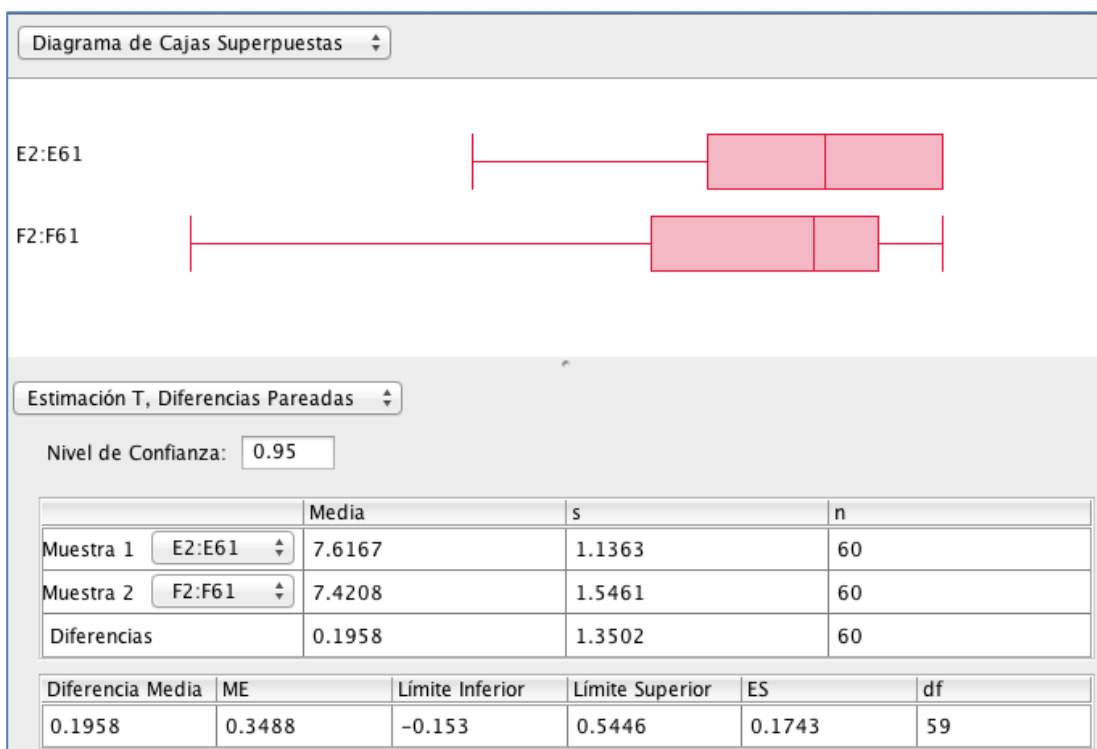 Diagrama de Cajas Superpuestas
E2:E61
F2:F61
Estimación T, Diferencias Pareadas
Nivel de Confianza: 0.95
Media s n
Muestra 1 E2:E61 7.6167 1.1363 60
Muestra 2 F2:F61 7.4208 1.5461 60
Diferencias 0.1958 1.3502 60
Diferencia Media ME Límite Inferior Límite Superior ES df
0.1958 0.3488 -0.153 0.5446 0.1743 59